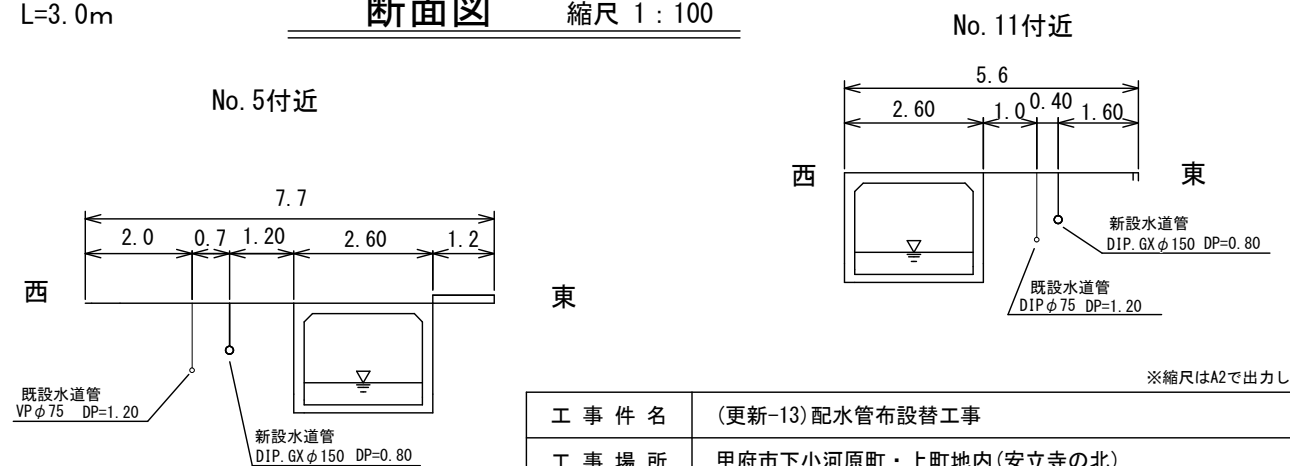 L=3.0m
断面図 縮尺 1:100
No.11付近
5.6
2.60 1.0 0.40 1.60
西 東
新設水道管
DIP.GXφ150 DP=0.80
既設水道管
DIPφ75 DP=1.20
No.5付近
7.7
2.0 0.7 1.20 2.60 1.2
西 東
既設水道管
VPφ75 DP=1.20
新設水道管
DIP.GXφ150 DP=0.80
※縮尺はA2で出力し
工事件名 (更新-13)配水管布設替工事
工事場所 甲府市下小河原町・上町地内(安立寺の北)